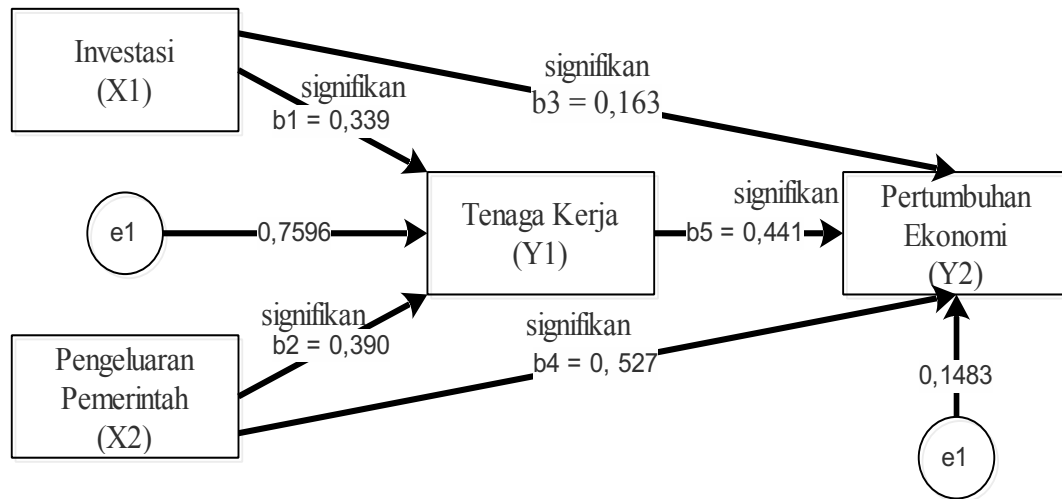 Investasi
(X1)
signifikan
b1 = 0,339
signifikan
b3 = 0,163
e1
0,7596
Tenaga Kerja
(Y1)
signifikan
b5 = 0,441
Pertumbuhan
Ekonomi
(Y2)
signifikan
b2 = 0,390
signifikan
b4 = 0, 527
Pengeluaran
Pemerintah
(X2)
0,1483
e1